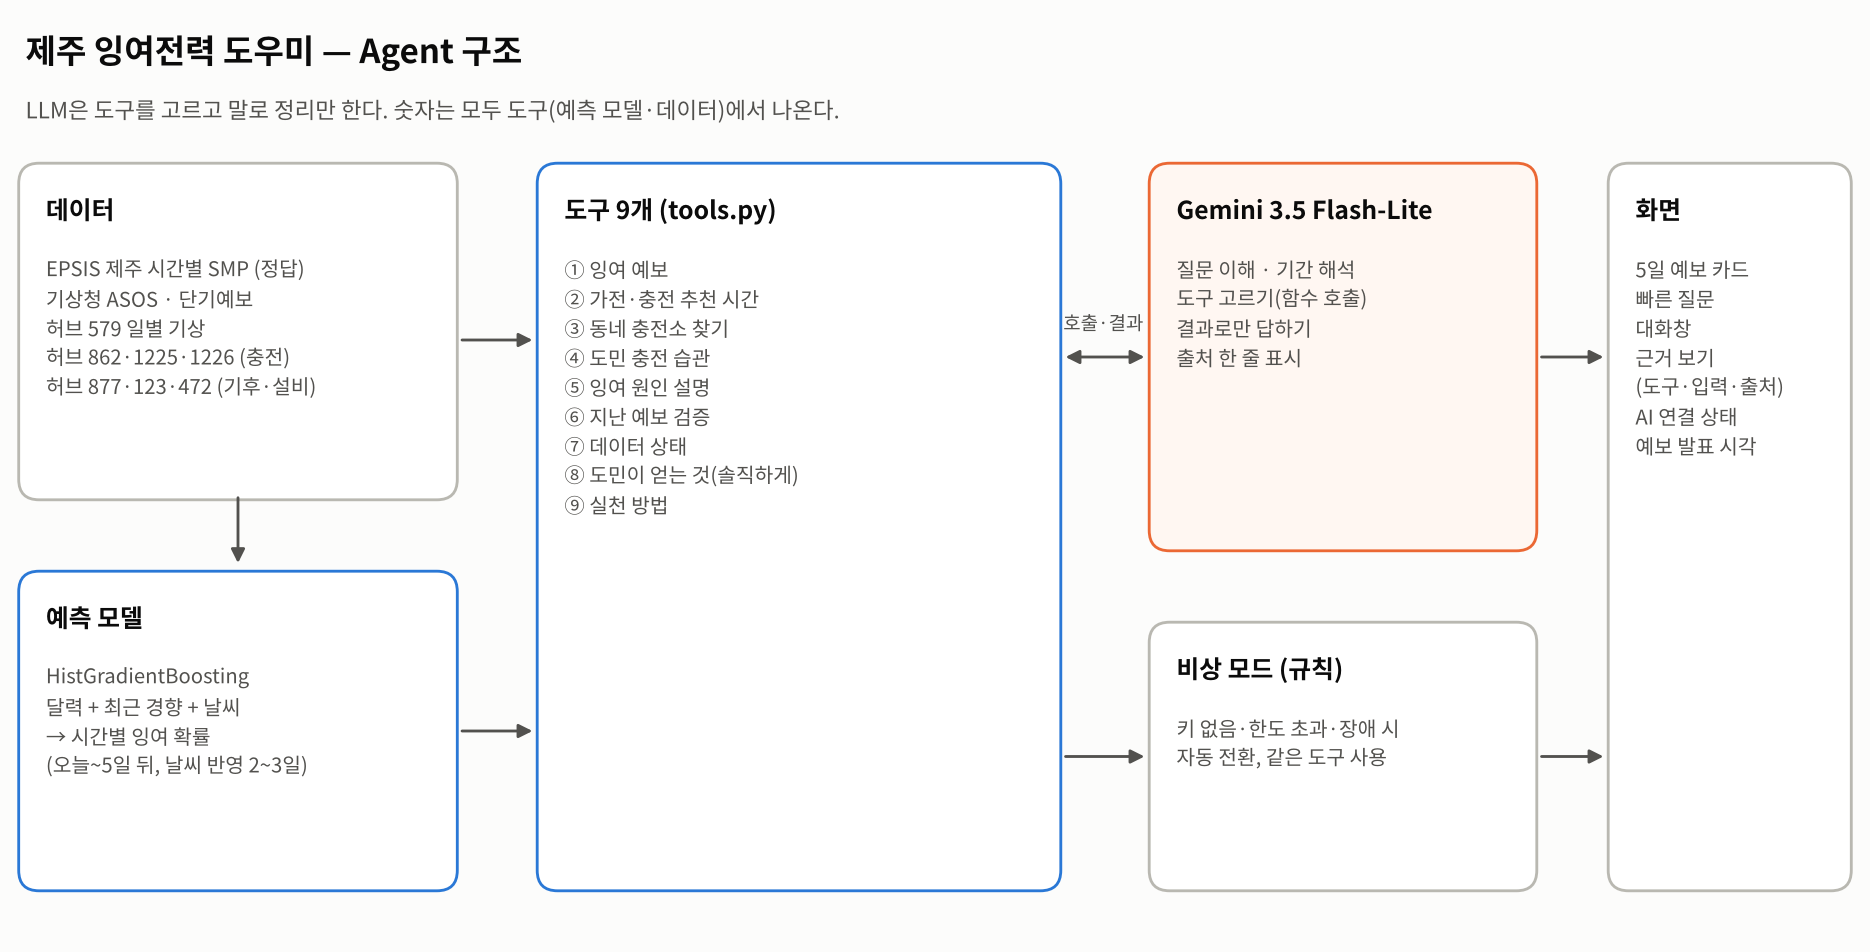 제주 잉여전력 도우미 — Agent 구조
LLM은 도구를 고르고 말로 정리만 한다. 숫자는 모두 도구(예측 모델·데이터)에서 나온다.
데이터
EPSIS 제주 시간별 SMP (정답)
기상청 ASOS · 단기예보
허브 579 일별 기상
허브 862·1225·1226 (충전)
허브 877·123·472 (기후·설비)
예측 모델
HistGradientBoosting
달력 + 최근 경향 + 날씨
→ 시간별 잉여 확률
(오늘~5일 뒤, 날씨 반영 2~3일)
도구 9개 (tools.py)
① 잉여 예보
② 가전·충전 추천 시간
③ 동네 충전소 찾기
④ 도민 충전 습관
⑤ 잉여 원인 설명
⑥ 지난 예보 검증
⑦ 데이터 상태
⑧ 도민이 얻는 것(솔직하게)
⑨ 실천 방법
호출·결과
Gemini 3.5 Flash-Lite
질문 이해 · 기간 해석
도구 고르기(함수 호출)
결과로만 답하기
출처 한 줄 표시
비상 모드 (규칙)
키 없음·한도 초과·장애 시
자동 전환, 같은 도구 사용
화면
5일 예보 카드
빠른 질문
대화창
근거 보기
(도구·입력·출처)
AI 연결 상태
예보 발표 시각